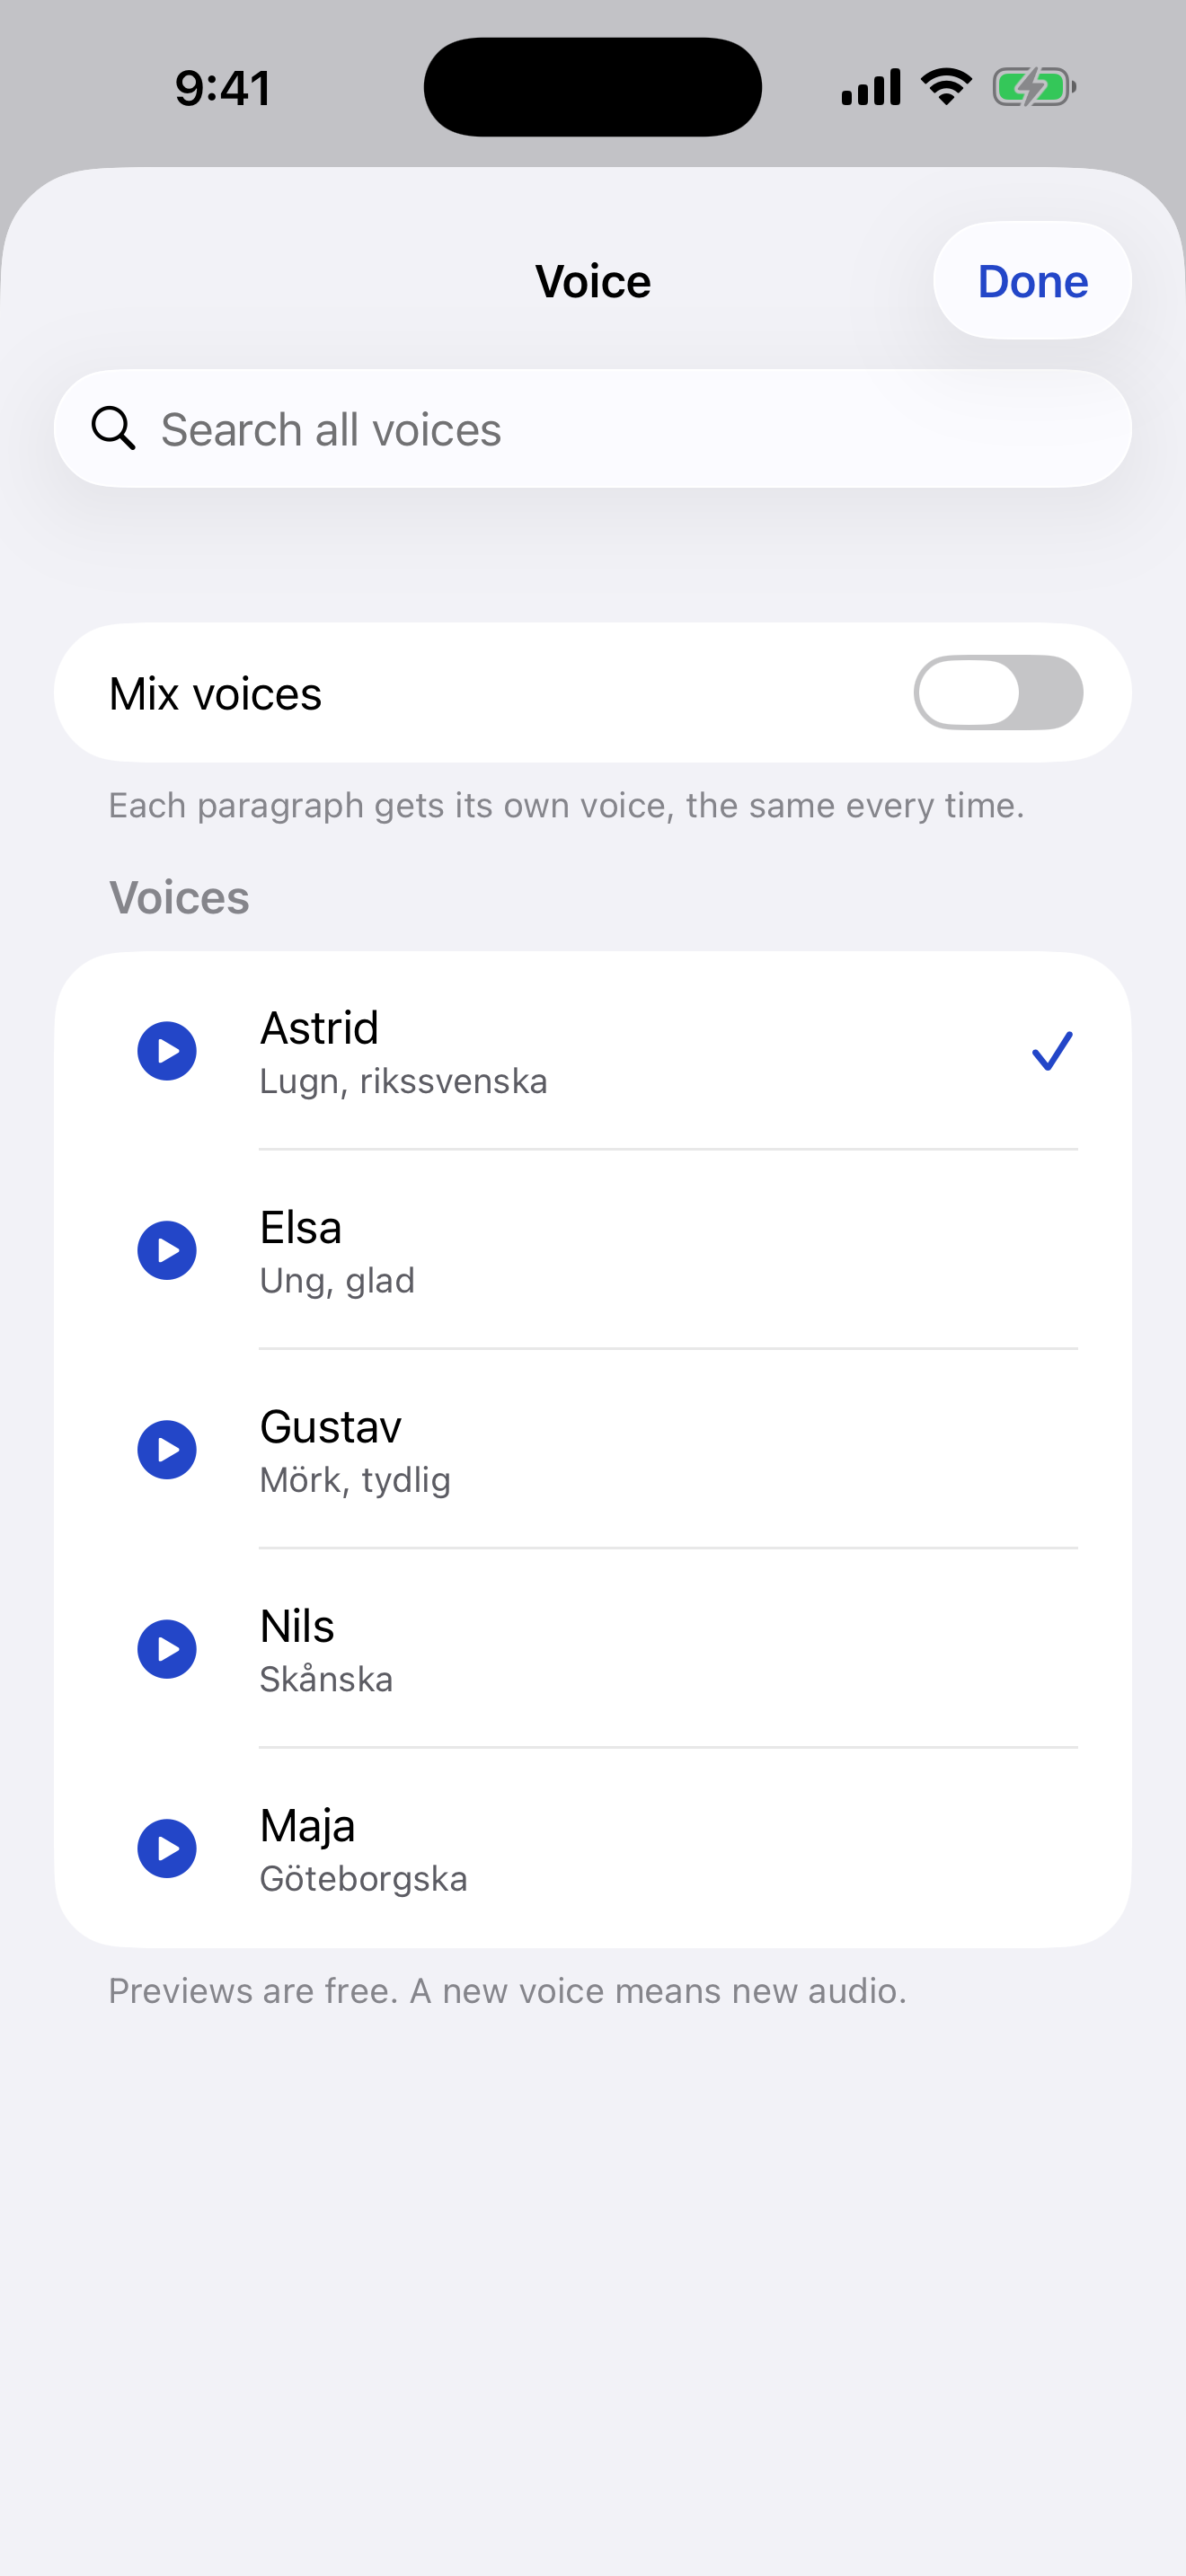 9:41
Voice
Done
Search all voices
Mix voices
Each paragraph gets its own voice, the same every time.
Voices
Astrid
Lugn, rikssvenska
Elsa
Ung, glad
Gustav
Mörk, tydlig
Nils
Skånska
Maja
Göteborgska
Previews are free. A new voice means new audio.